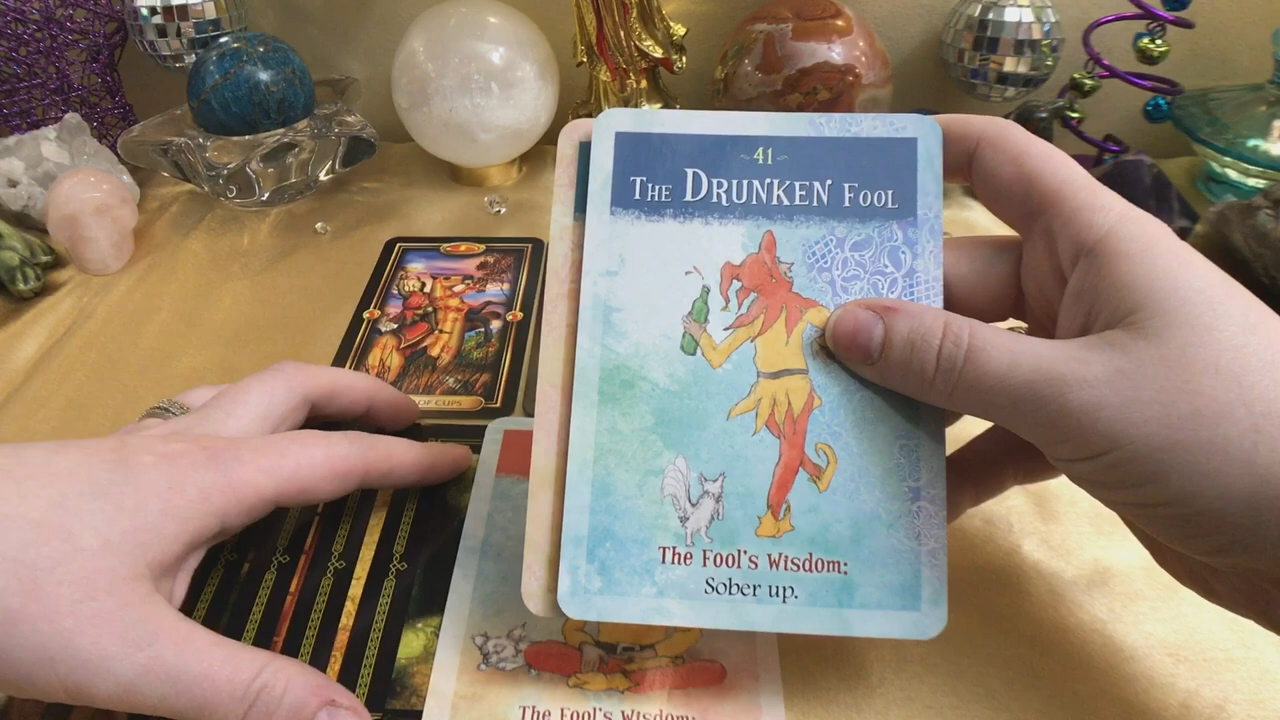 ~41~
THE DRUNKEN FOOL
The Fool's Wisdom:
Sober up.
OF CUPS
The Fool's Wisdom: